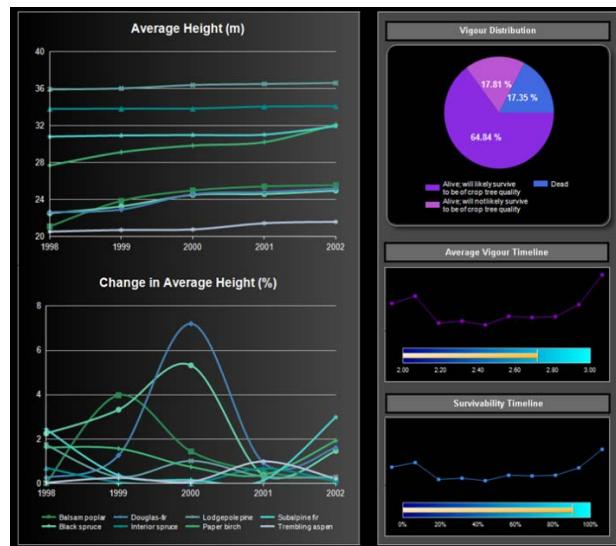 Average Height (m)
40
36
32
28
24
20
1998 1999 2000 2001 2002
Change in Average Height (%)
8
6
4
2
0
1998 1999 2000 2001 2002
Balsam poplar Douglas-fir Lodgepole pine Subalpine fir
Black spruce Interior spruce Paper birch Trembling aspen
Vigour Distribution
17.81 %
17.35 %
64.84 %
Alive; will likely survive
to be of crop tree quality
Dead
Alive; will not likely survive
to be of crop tree quality
Average Vigour Timeline
2.00 2.20 2.40 2.60 2.80 3.00
Survivability Timeline
0% 20% 40% 60% 80% 100%